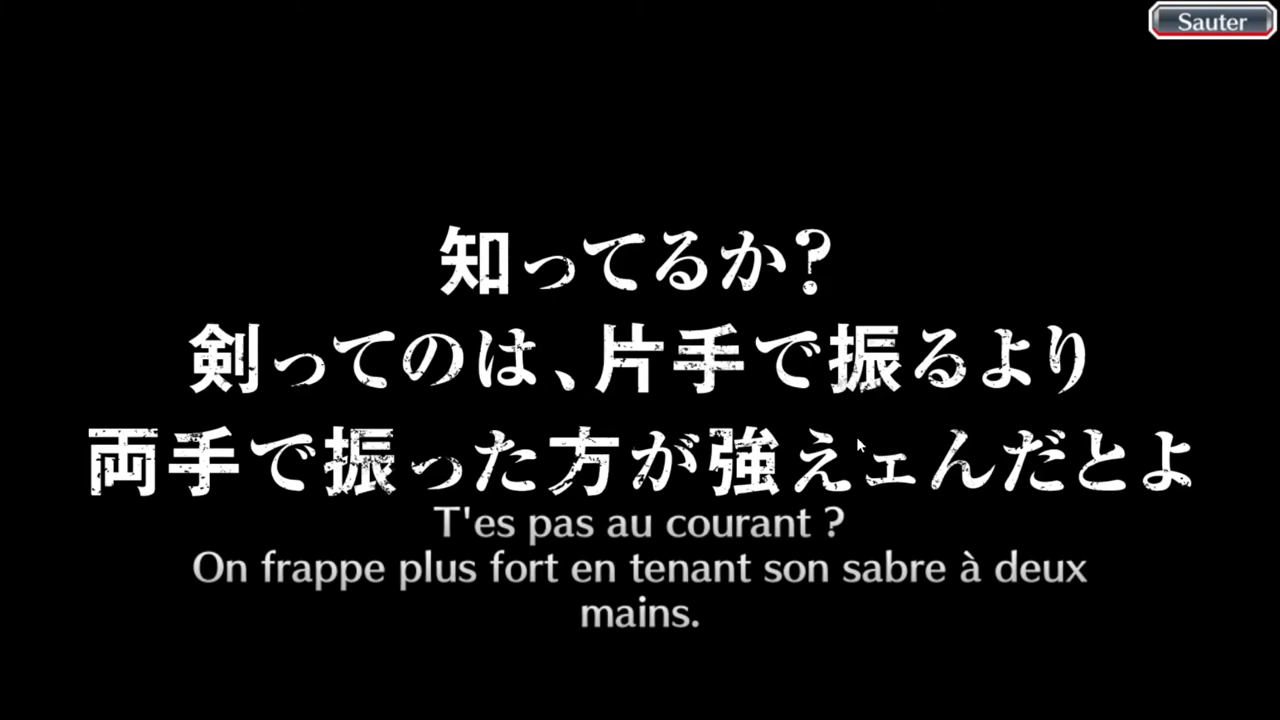 Sauter
知ってるか?
剣ってのは、片手で振るより
両手で振った方が強えェんだとよ
T'es pas au courant ?
On frappe plus fort en tenant son sabre à deux
mains.